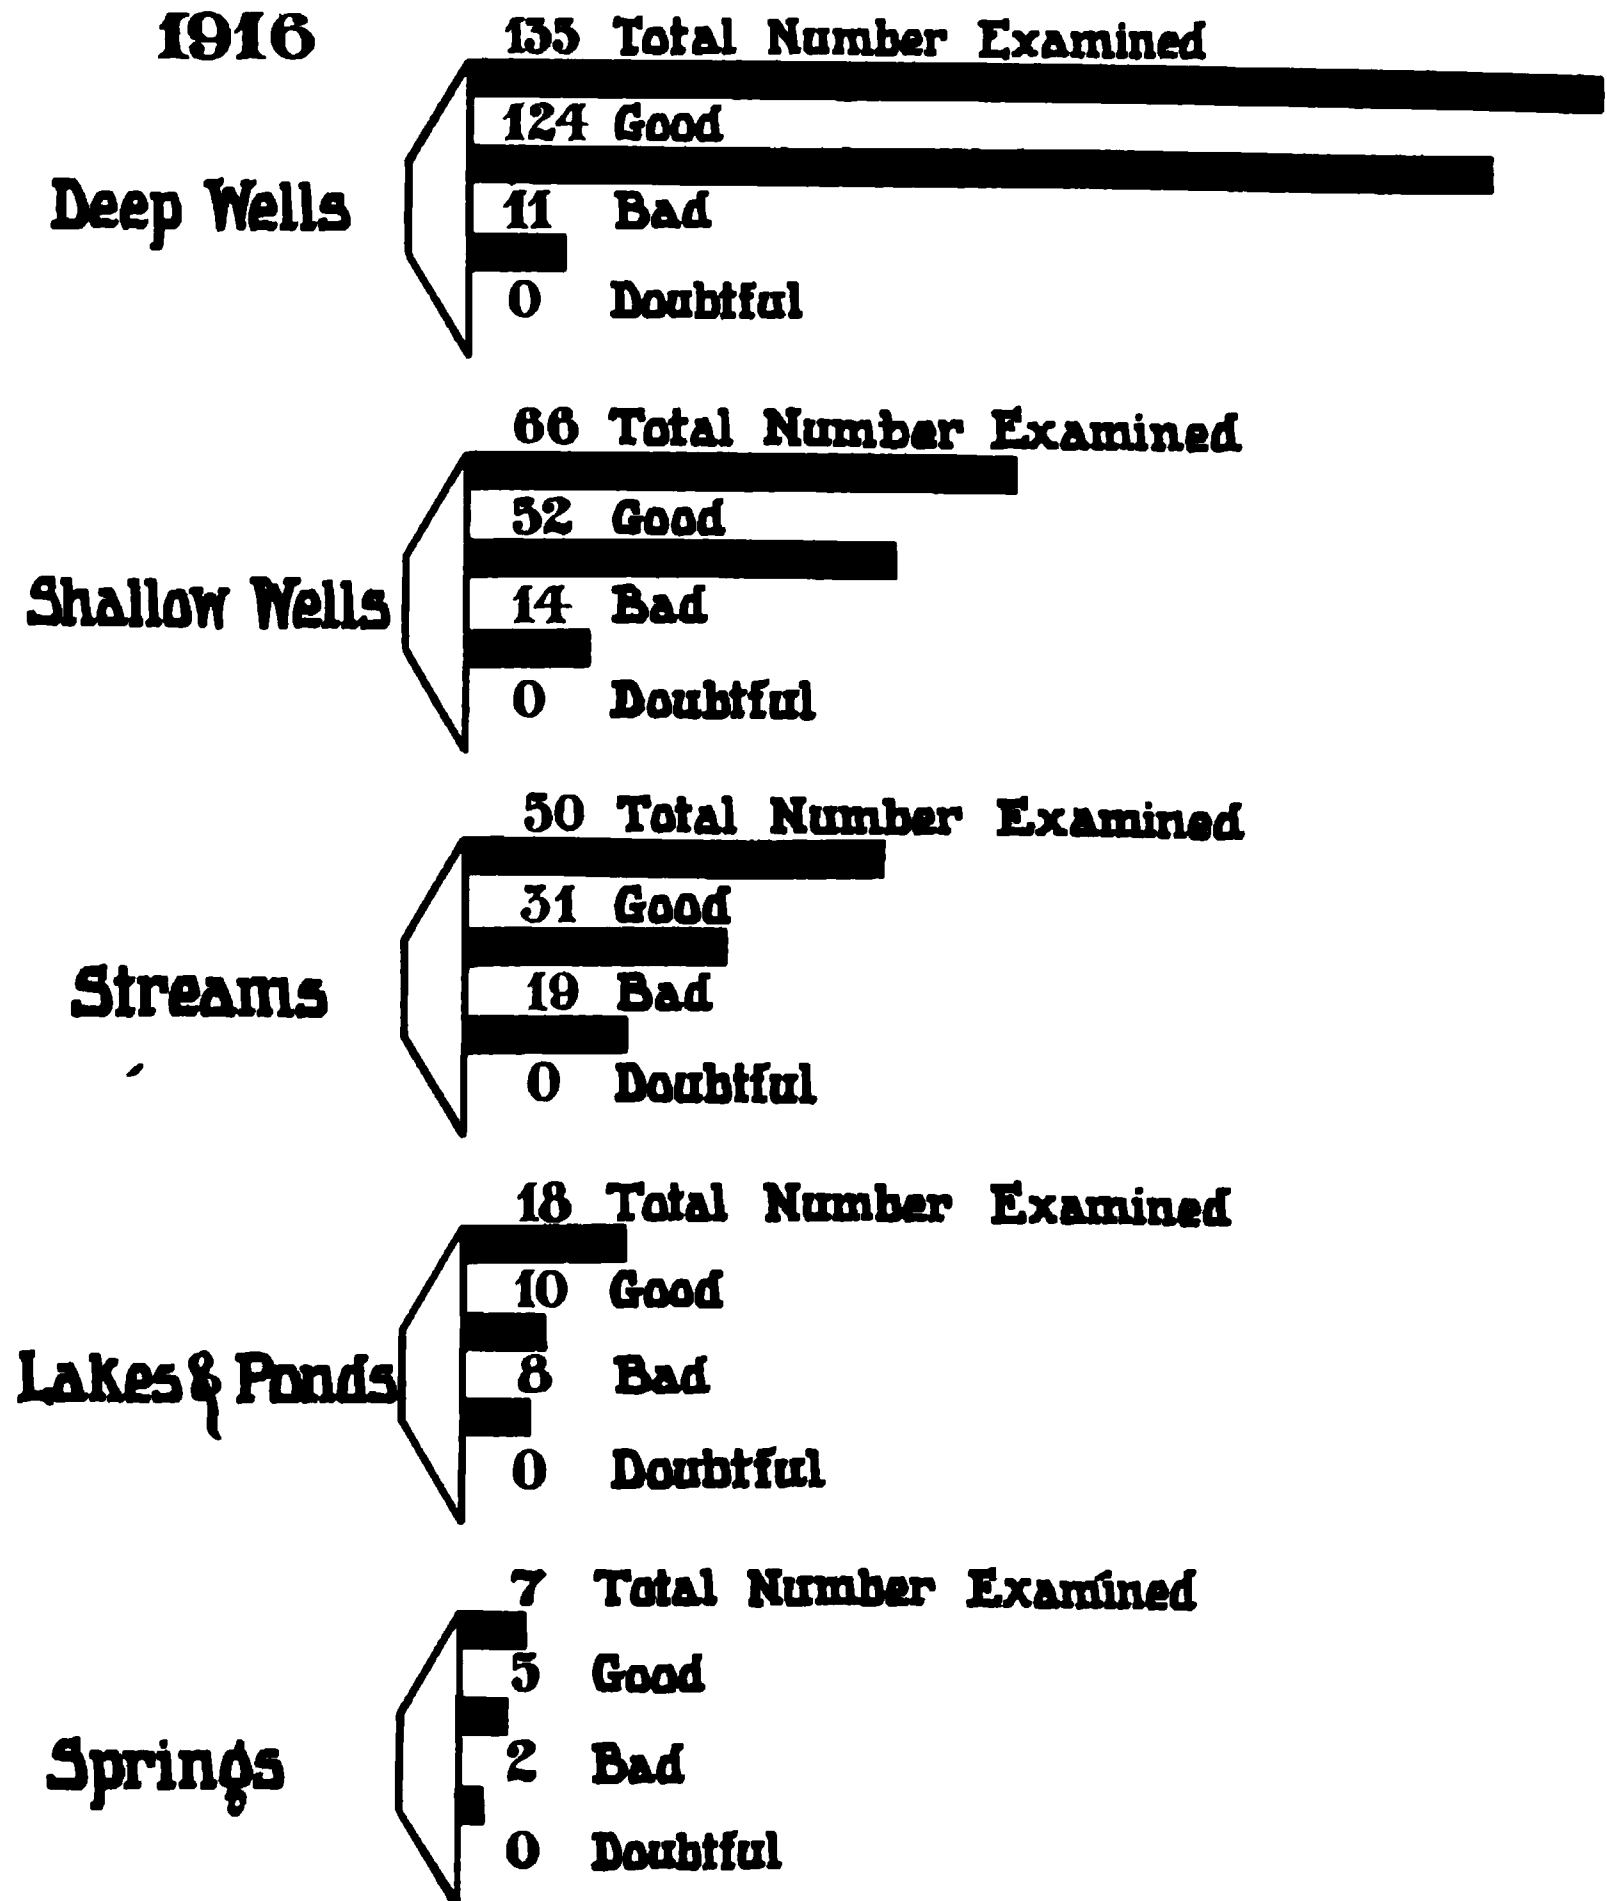 1916
135 Total Number Examined
124 Good
Deep Wells
11 Bad
0 Doubtful
66 Total Number Examined
52 Good
Shallow Wells
14 Bad
0 Doubtful
50 Total Number Examined
31 Good
Streams
19 Bad
0 Doubtful
18 Total Number Examined
10 Good
Lakes & Ponds
8 Bad
0 Doubtful
7 Total Number Examined
5 Good
Springs
2 Bad
0 Doubtful